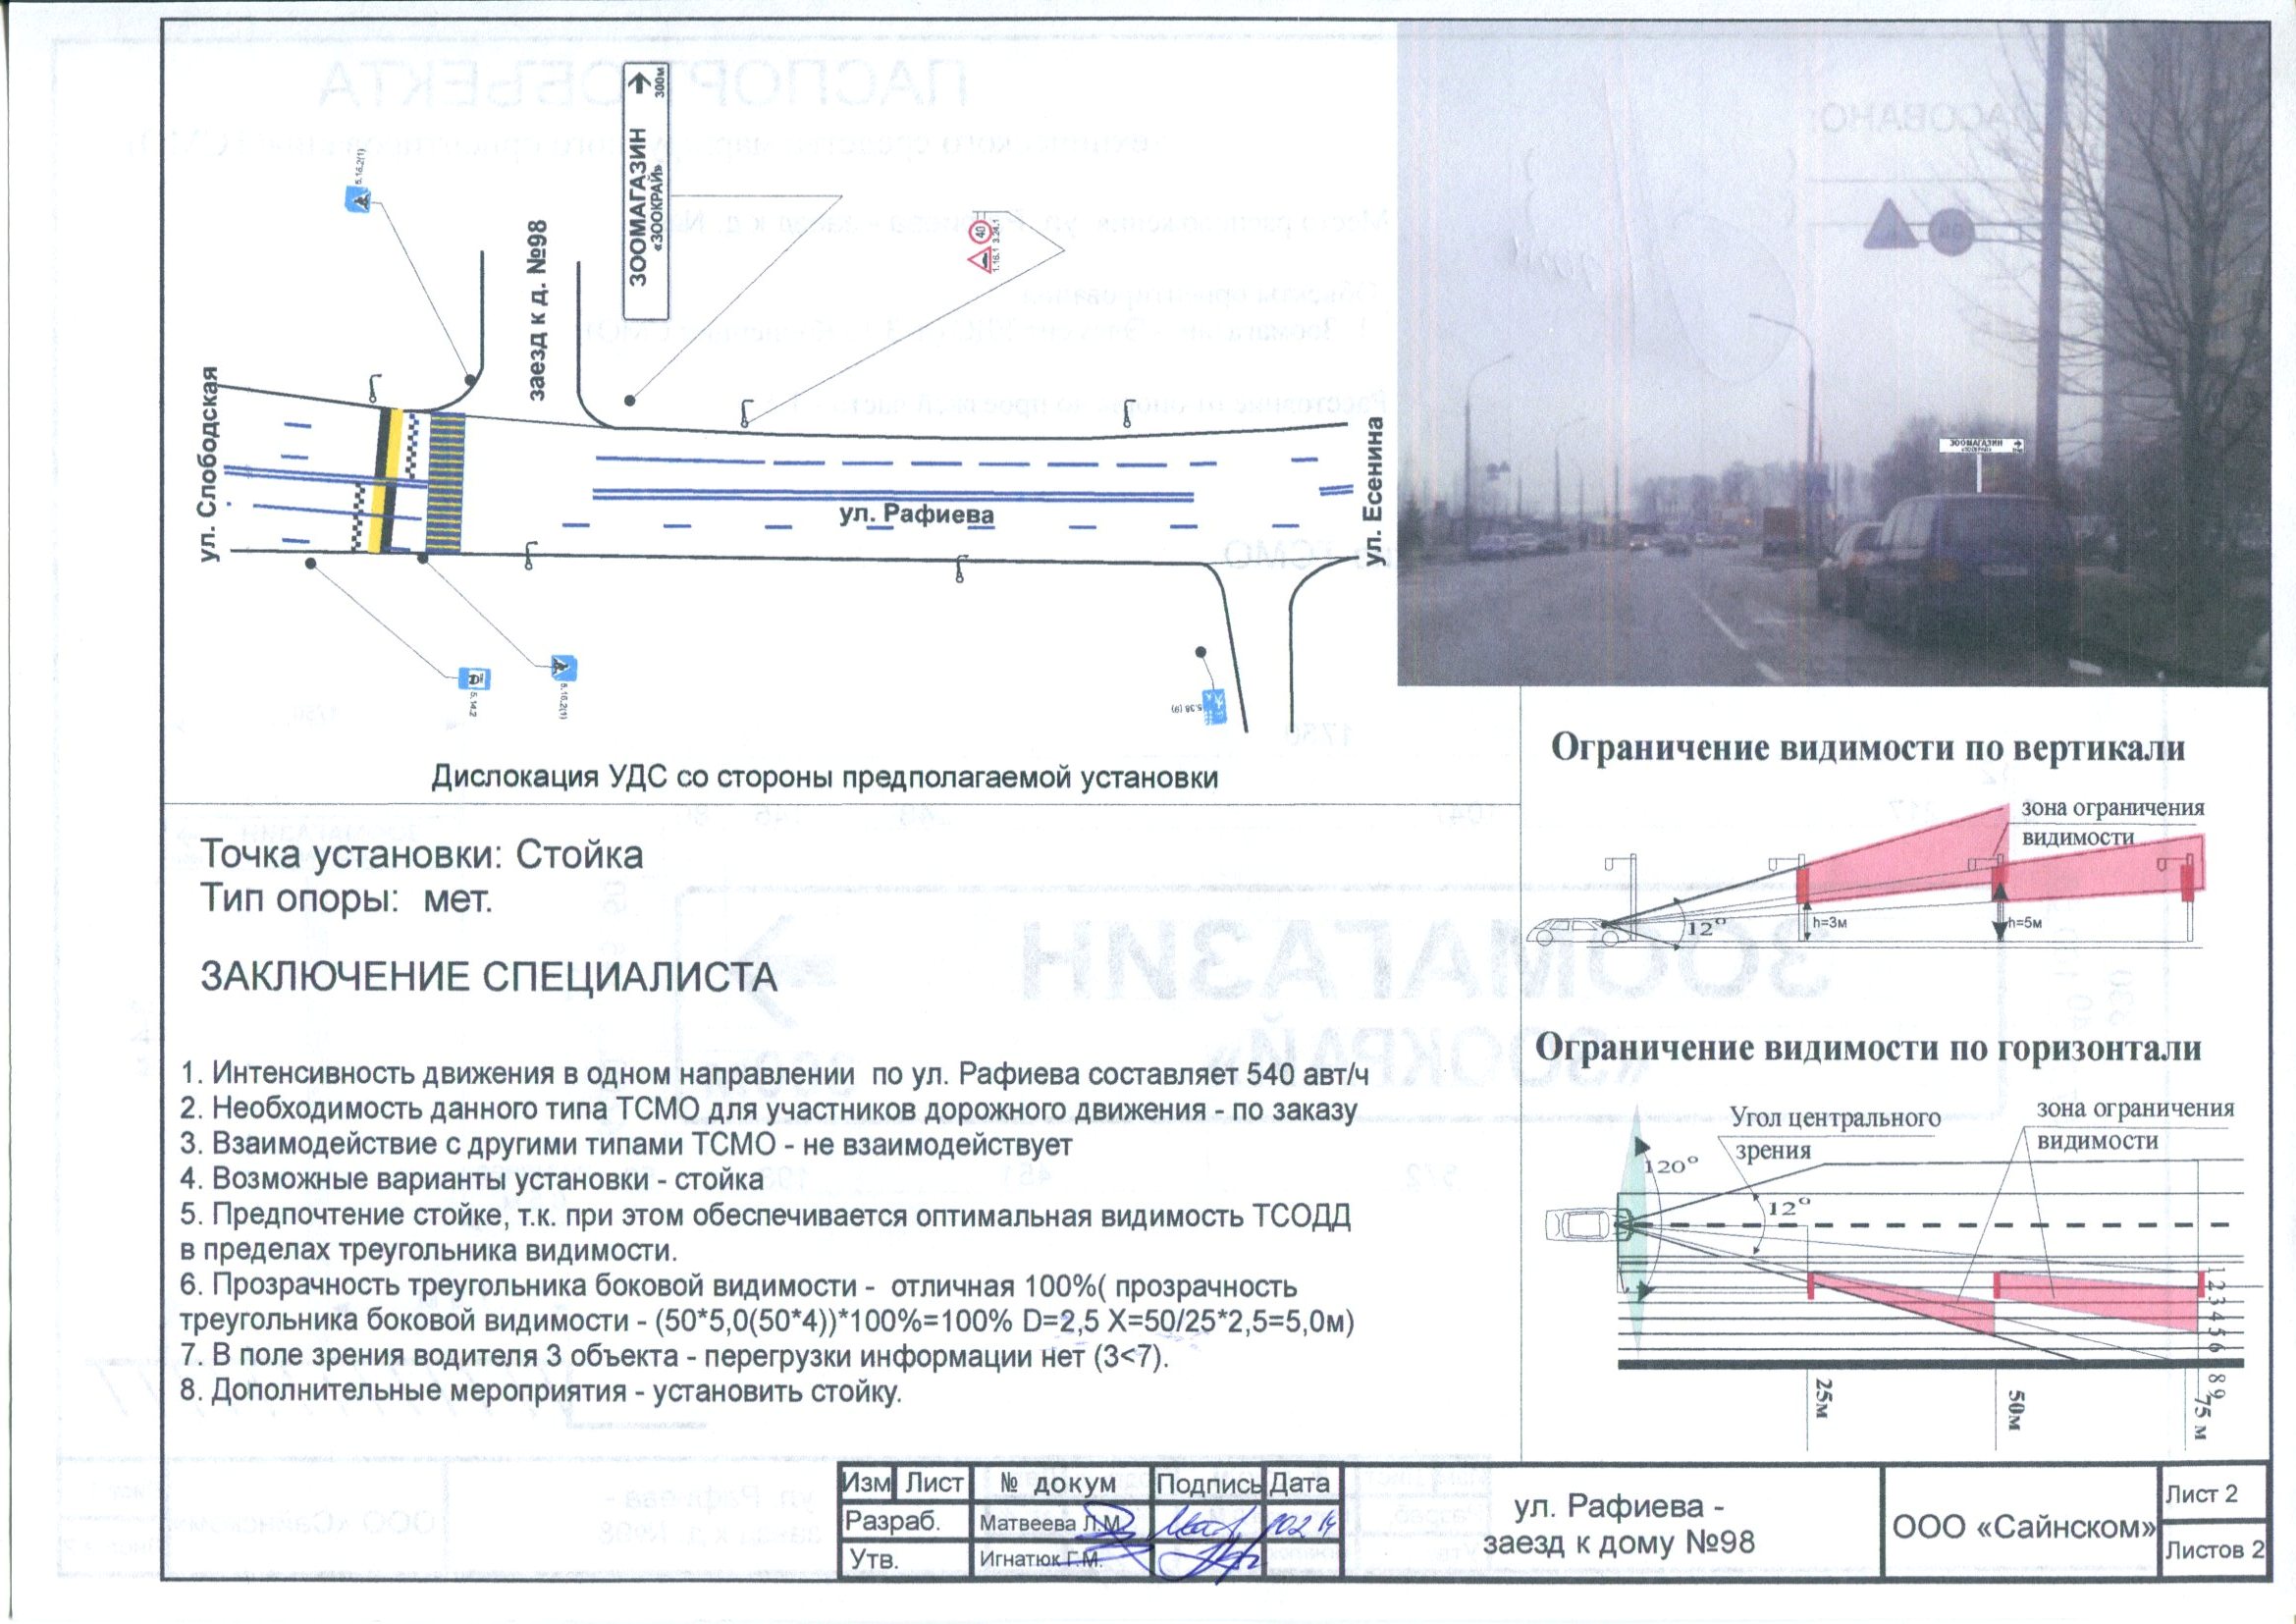 ЗООМАГАЗИН
«ЗООКРАЙ»
300м
5.16.2(1)
заезд к д. №98
40
1.16.1 3.24.1
ул. Слободская
ул. Рафиева
ул. Есенина
5.14.2
5.16.2(1)
5.38 (9)
Дислокация УДС со стороны предполагаемой установки
ЗООМАГАЗИН
Точка установки: Стойка
Тип опоры: мет.
ЗАКЛЮЧЕНИЕ СПЕЦИАЛИСТА
1. Интенсивность движения в одном направлении по ул. Рафиева составляет 540 авт/ч
2. Необходимость данного типа ТСМО для участников дорожного движения - по заказу
3. Взаимодействие с другими типами ТСМО - не взаимодействует
4. Возможные варианты установки - стойка
5. Предпочтение стойке, т.к. при этом обеспечивается оптимальная видимость ТСОДД
в пределах треугольника видимости.
6. Прозрачность треугольника боковой видимости - отличная 100%( прозрачность
треугольника боковой видимости - (50*5,0(50*4))*100%=100% D=2,5 X=50/25*2,5=5,0м)
7. В поле зрения водителя 3 объекта - перегрузки информации нет (3<7).
8. Дополнительные мероприятия - установить стойку.
Ограничение видимости по вертикали
зона ограничения
видимости
12°
h=3м
h=5м
Ограничение видимости по горизонтали
Угол центрального
зрения
зона ограничения
видимости
120°
12°
1 2 3 4 5 6 8 9
25м
50м
75 м
Изм Лист № докум Подпись Дата
Разраб. Матвеева Л.М.
Утв. Игнатюк Г.М.
ул. Рафиева -
заезд к дому №98
ООО «Сайнском»
Лист 2
Листов 2